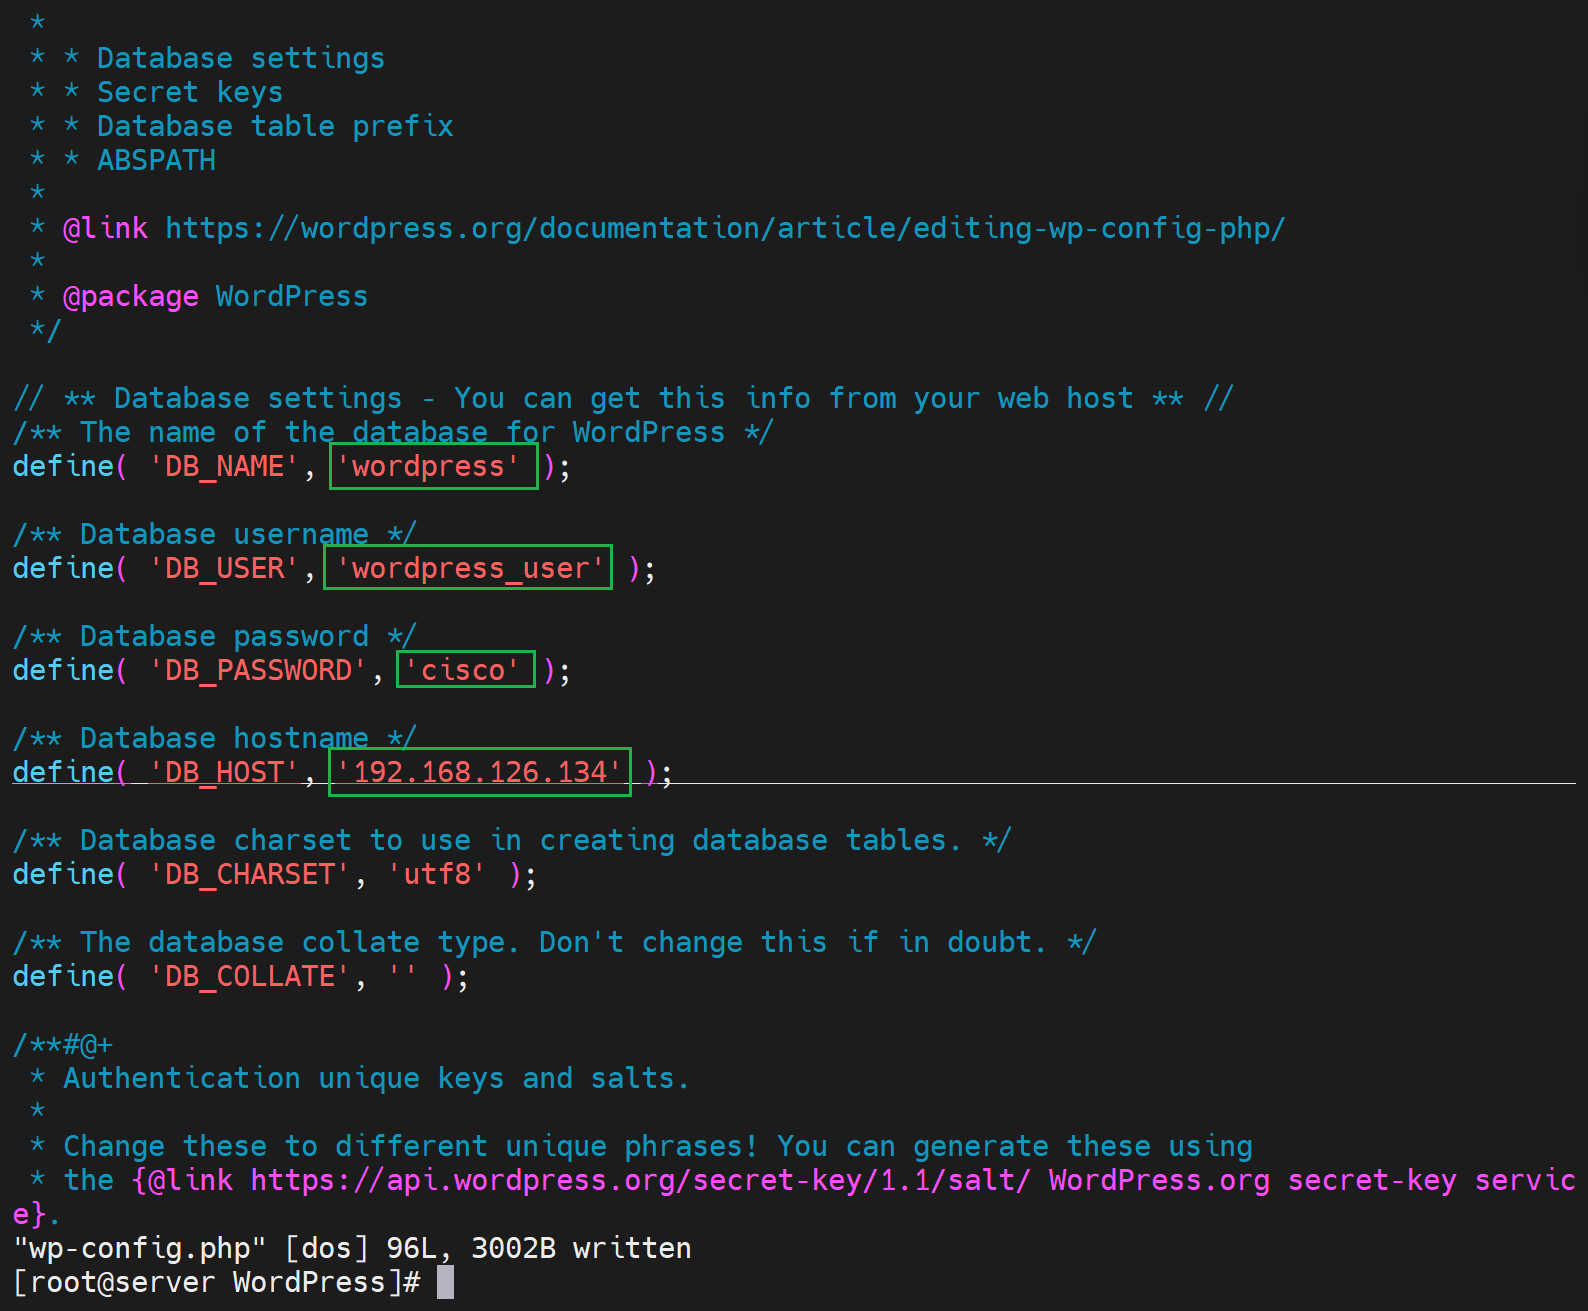 *
 * * Database settings
 * * Secret keys
 * * Database table prefix
 * * ABSPATH
 *
 * @link https://wordpress.org/documentation/article/editing-wp-config-php/
 *
 * @package WordPress
 */

// ** Database settings - You can get this info from your web host ** //
/** The name of the database for WordPress */
define( 'DB_NAME', 'wordpress' );

/** Database username */
define( 'DB_USER', 'wordpress_user' );

/** Database password */
define( 'DB_PASSWORD', 'cisco' );

/** Database hostname */
define( 'DB_HOST', '192.168.126.134' );

/** Database charset to use in creating database tables. */
define( 'DB_CHARSET', 'utf8' );

/** The database collate type. Don't change this if in doubt. */
define( 'DB_COLLATE', '' );

/**#@+
 * Authentication unique keys and salts.
 *
 * Change these to different unique phrases! You can generate these using
 * the {@link https://api.wordpress.org/secret-key/1.1/salt/ WordPress.org secret-key servic
e}.
"wp-config.php" [dos] 96L, 3002B written
[root@server WordPress]#